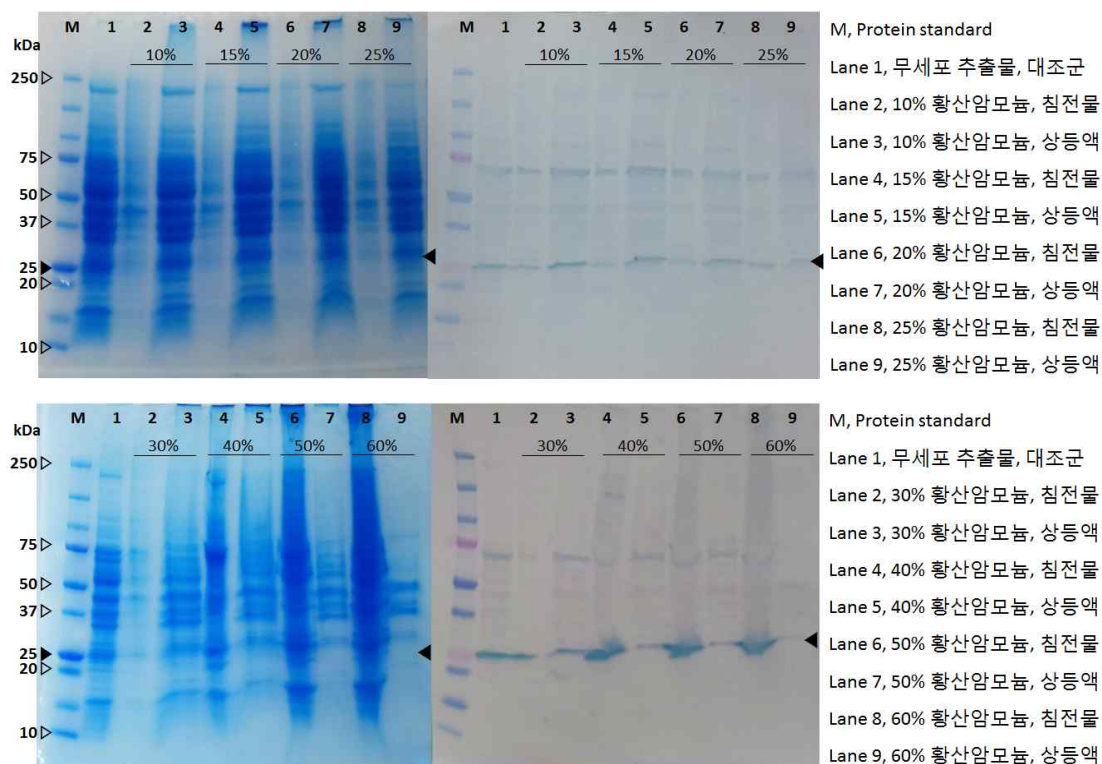 M 1 2 3 4 5 6 7 8 9
kDa
10% 15% 20% 25%
250
75
50
37
25
20
10
M 1 2 3 4 5 6 7 8 9
10% 15% 20% 25%
M, Protein standard
Lane 1, 무세포 추출물, 대조군
Lane 2, 10% 황산암모늄, 침전물
Lane 3, 10% 황산암모늄, 상등액
Lane 4, 15% 황산암모늄, 침전물
Lane 5, 15% 황산암모늄, 상등액
Lane 6, 20% 황산암모늄, 침전물
Lane 7, 20% 황산암모늄, 상등액
Lane 8, 25% 황산암모늄, 침전물
Lane 9, 25% 황산암모늄, 상등액
M 1 2 3 4 5 6 7 8 9
kDa
30% 40% 50% 60%
250
75
50
37
25
20
10
M 1 2 3 4 5 6 7 8 9
30% 40% 50% 60%
M, Protein standard
Lane 1, 무세포 추출물, 대조군
Lane 2, 30% 황산암모늄, 침전물
Lane 3, 30% 황산암모늄, 상등액
Lane 4, 40% 황산암모늄, 침전물
Lane 5, 40% 황산암모늄, 상등액
Lane 6, 50% 황산암모늄, 침전물
Lane 7, 50% 황산암모늄, 상등액
Lane 8, 60% 황산암모늄, 침전물
Lane 9, 60% 황산암모늄, 상등액